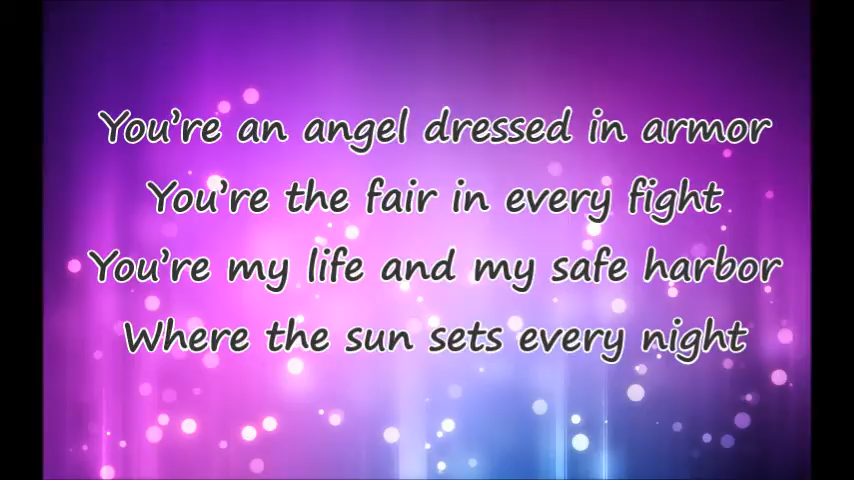 You're an angel dressed in armor
You're the fair in every fight
You're my life and my safe harbor
Where the sun sets every night